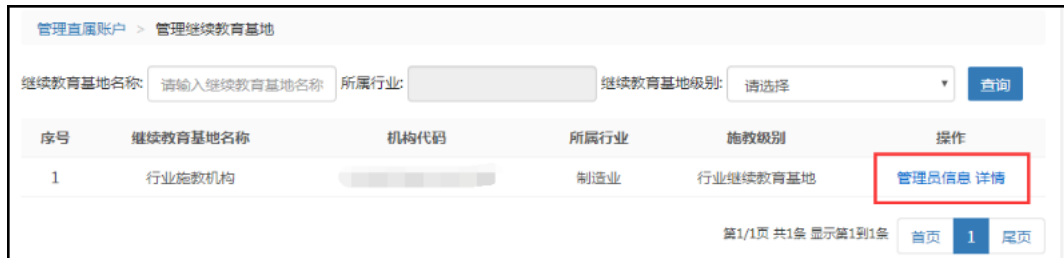 管理直属账户 > 管理继续教育基地
继续教育基地名称: 请输入继续教育基地名称 所属行业: 继续教育基地级别: 请选择 查询
序号 继续教育基地名称 机构代码 所属行业 施教级别 操作
1 行业施教机构 制造业 行业继续教育基地 管理员信息 详情
第1/1页 共1条 显示第1到1条 首页 1 尾页